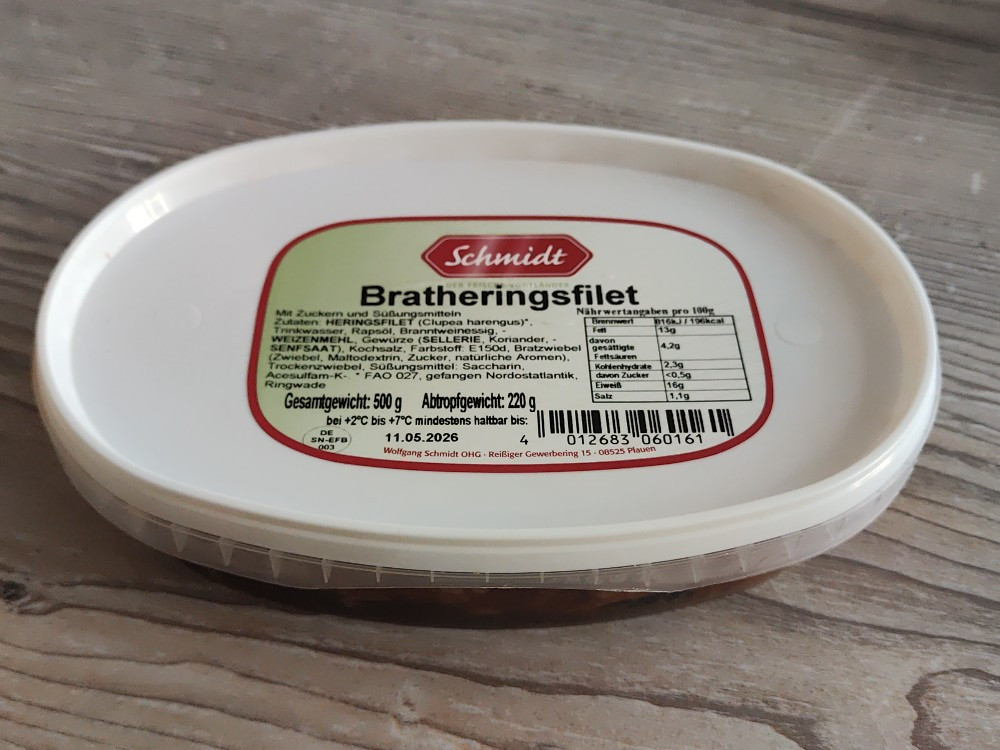 Schmidt
DER FRISCHE VOGTLÄNDER
Bratheringsfilet
Mit Zuckern und Süßungsmitteln
Zutaten: HERINGSFILET (Clupea harengus)*,
Trinkwasser, Rapsöl, Branntweinessig, -
WEIZENMEHL, Gewürze (SELLERIE, Koriander, -
SENFSAAT), Kochsalz, Farbstoff: E150d, Bratzwiebel
(Zwiebel, Maltodextrin, Zucker, natürliche Aromen),
Trockenzwiebel, Süßungsmittel: Saccharin,
Acesulfam-K-. * FAO 027, gefangen Nordostatlantik,
Ringwade
Nährwertangaben pro 100g
Brennwert 816kJ / 196kcal
Fett 13g
davon
gesättigte 4,2g
Fettsäuren
Kohlenhydrate 2,3g
davon Zucker <0,5g
Eiweiß 16g
Salz 1,1g
Gesamtgewicht: 500 g Abtropfgewicht: 220 g
bei +2°C bis +7°C mindestens haltbar bis:
11.05.2026
DE
SN-EFB
003
4 012683 060161
Wolfgang Schmidt OHG · Reißiger Gewerbering 15 · 08525 Plauen